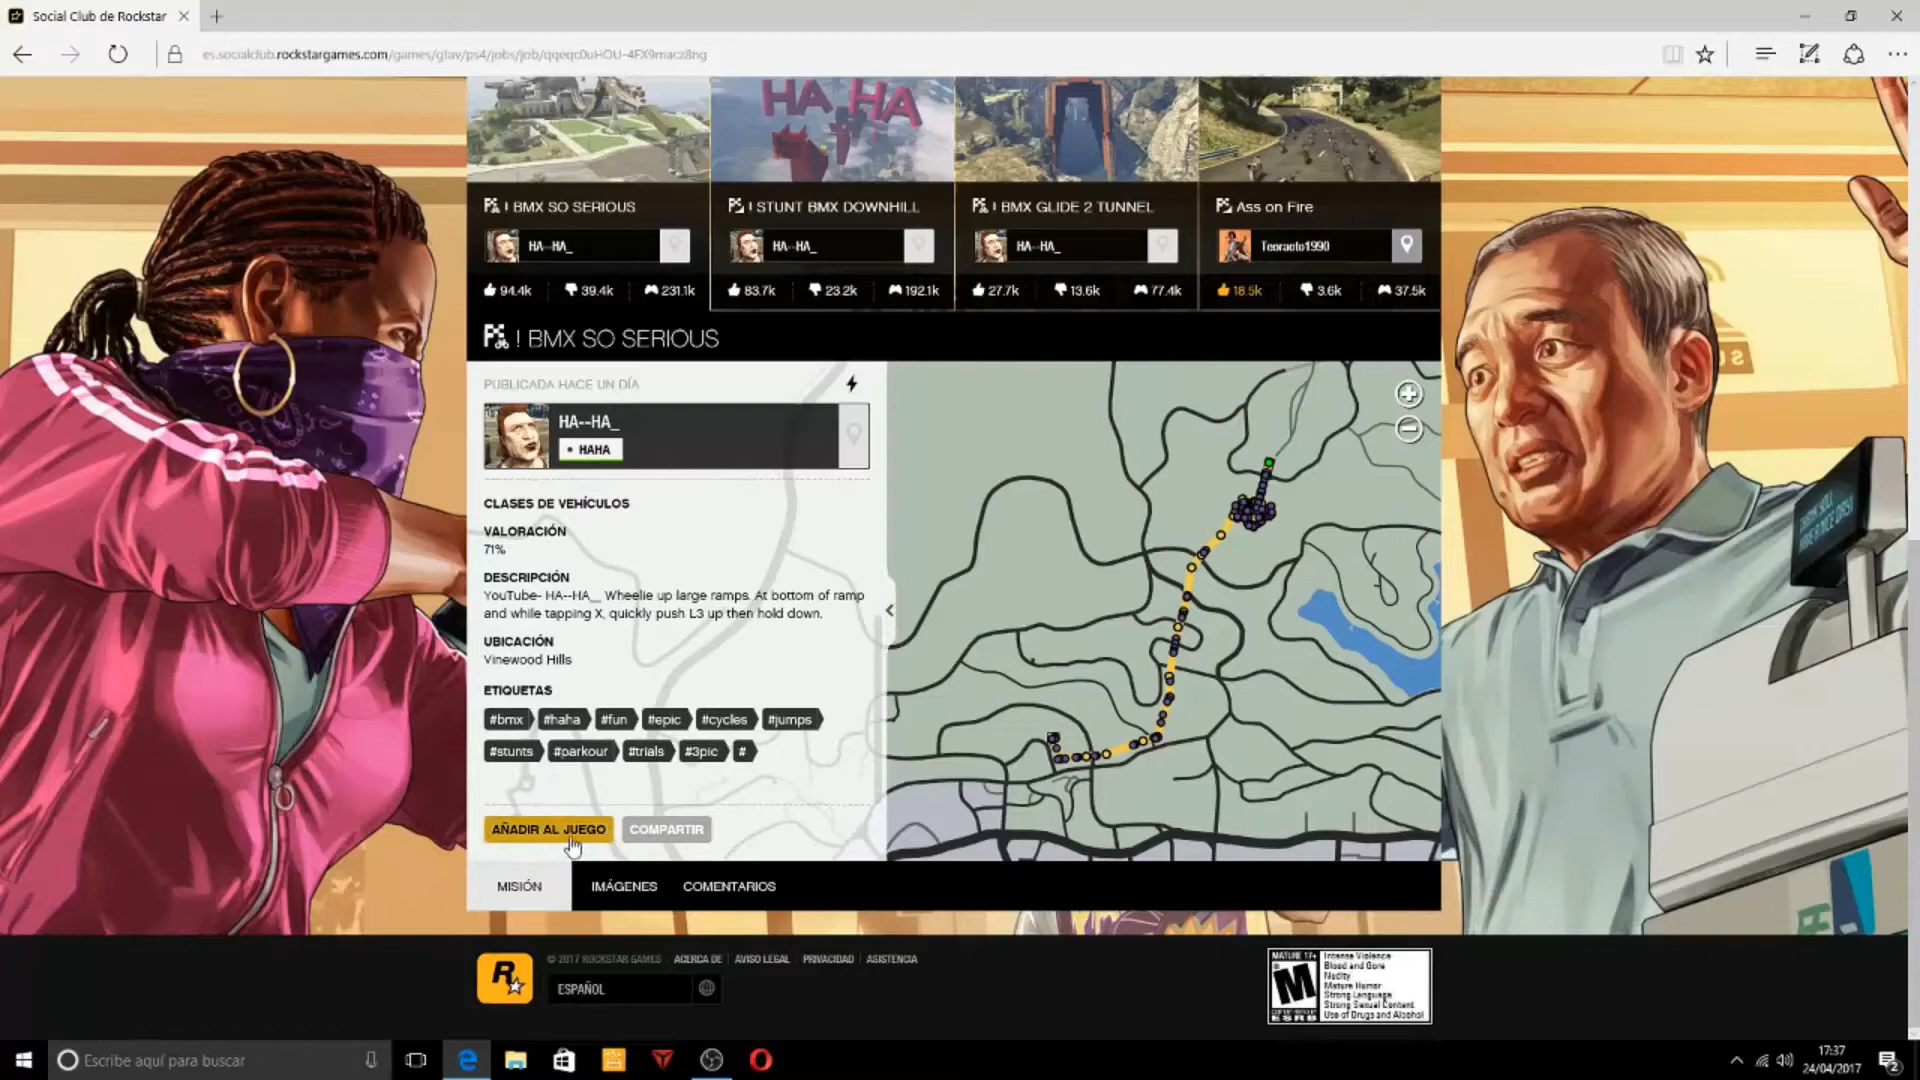 Social Club de Rockstar
es.socialclub.rockstargames.com/games/gtav/ps4/jobs/job/qqeqc0uHOU-4FX9macz8ng
HA HA
! BMX SO SERIOUS
! STUNT BMX DOWNHILL
! BMX GLIDE 2 TUNNEL
Ass on Fire
HA--HA_
HA--HA_
HA--HA_
Teoracto1990
94.4k 39.4k 231.1k
83.7k 23.2k 192.1k
27.7k 13.6k 77.4k
18.5k 3.6k 37.5k
! BMX SO SERIOUS
PUBLICADA HACE UN DÍA
HA--HA_
• HAHA
CLASES DE VEHÍCULOS
VALORACIÓN
71%
DESCRIPCIÓN
YouTube- HA--HA__ Wheelie up large ramps. At bottom of ramp
and while tapping X, quickly push L3 up then hold down.
UBICACIÓN
Vinewood Hills
ETIQUETAS
#bmx #haha #fun #epic #cycles #jumps
#stunts #parkour #trials #3pic #
AÑADIR AL JUEGO COMPARTIR
MISIÓN IMÁGENES COMENTARIOS
R
© 2017 ROCKSTAR GAMES ACERCA DE AVISO LEGAL PRIVACIDAD ASISTENCIA
ESPAÑOL
MATURE 17+
M
ESRB
Intense Violence
Blood and Gore
Nudity
Mature Humor
Strong Language
Strong Sexual Content
Use of Drugs and Alcohol
Escribe aquí para buscar
17:37
24/04/2017
2